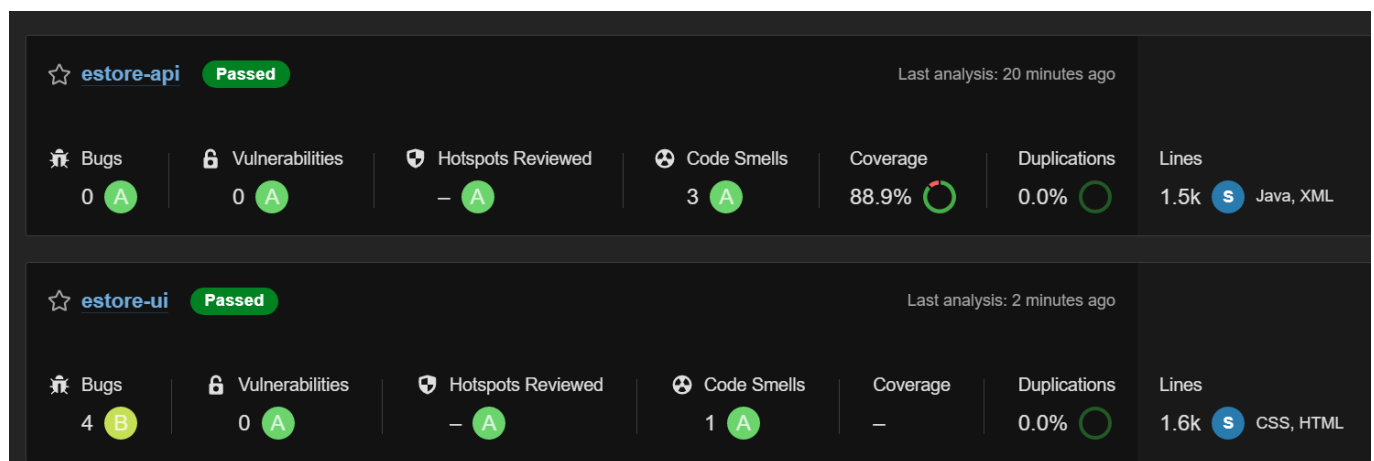 estore-api Passed Last analysis: 20 minutes ago
Bugs Vulnerabilities Hotspots Reviewed Code Smells Coverage Duplications Lines
0 A 0 A – A 3 A 88.9% 0.0% 1.5k S Java, XML
estore-ui Passed Last analysis: 2 minutes ago
Bugs Vulnerabilities Hotspots Reviewed Code Smells Coverage Duplications Lines
4 B 0 A – A 1 A – 0.0% 1.6k S CSS, HTML